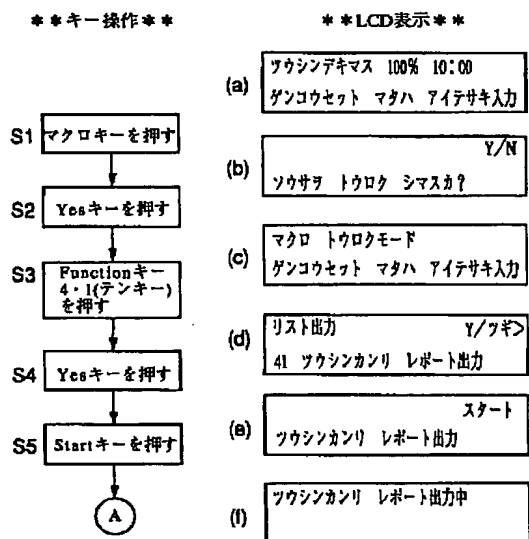 **キー操作**
**LCD表示**
S1 マクロキーを押す
S2 Yesキーを押す
S3 Functionキー
4・1(テンキー)
を押す
S4 Yesキーを押す
S5 Startキーを押す
A
(a) ツウシンデキマス 100% 10:00
ゲンコウセット マタハ アイテサキ入力
(b) Y/N
ソウサヲ トウロク シマスカ?
(c) マクロ トウロクモード
ゲンコウセット マタハ アイテサキ入力
(d) リスト出力 Y/ツギ>
41 ツウシンカンリ レポート出力
(e) スタート
ツウシンカンリ レポート出力
(f) ツウシンカンリ レポート出力中